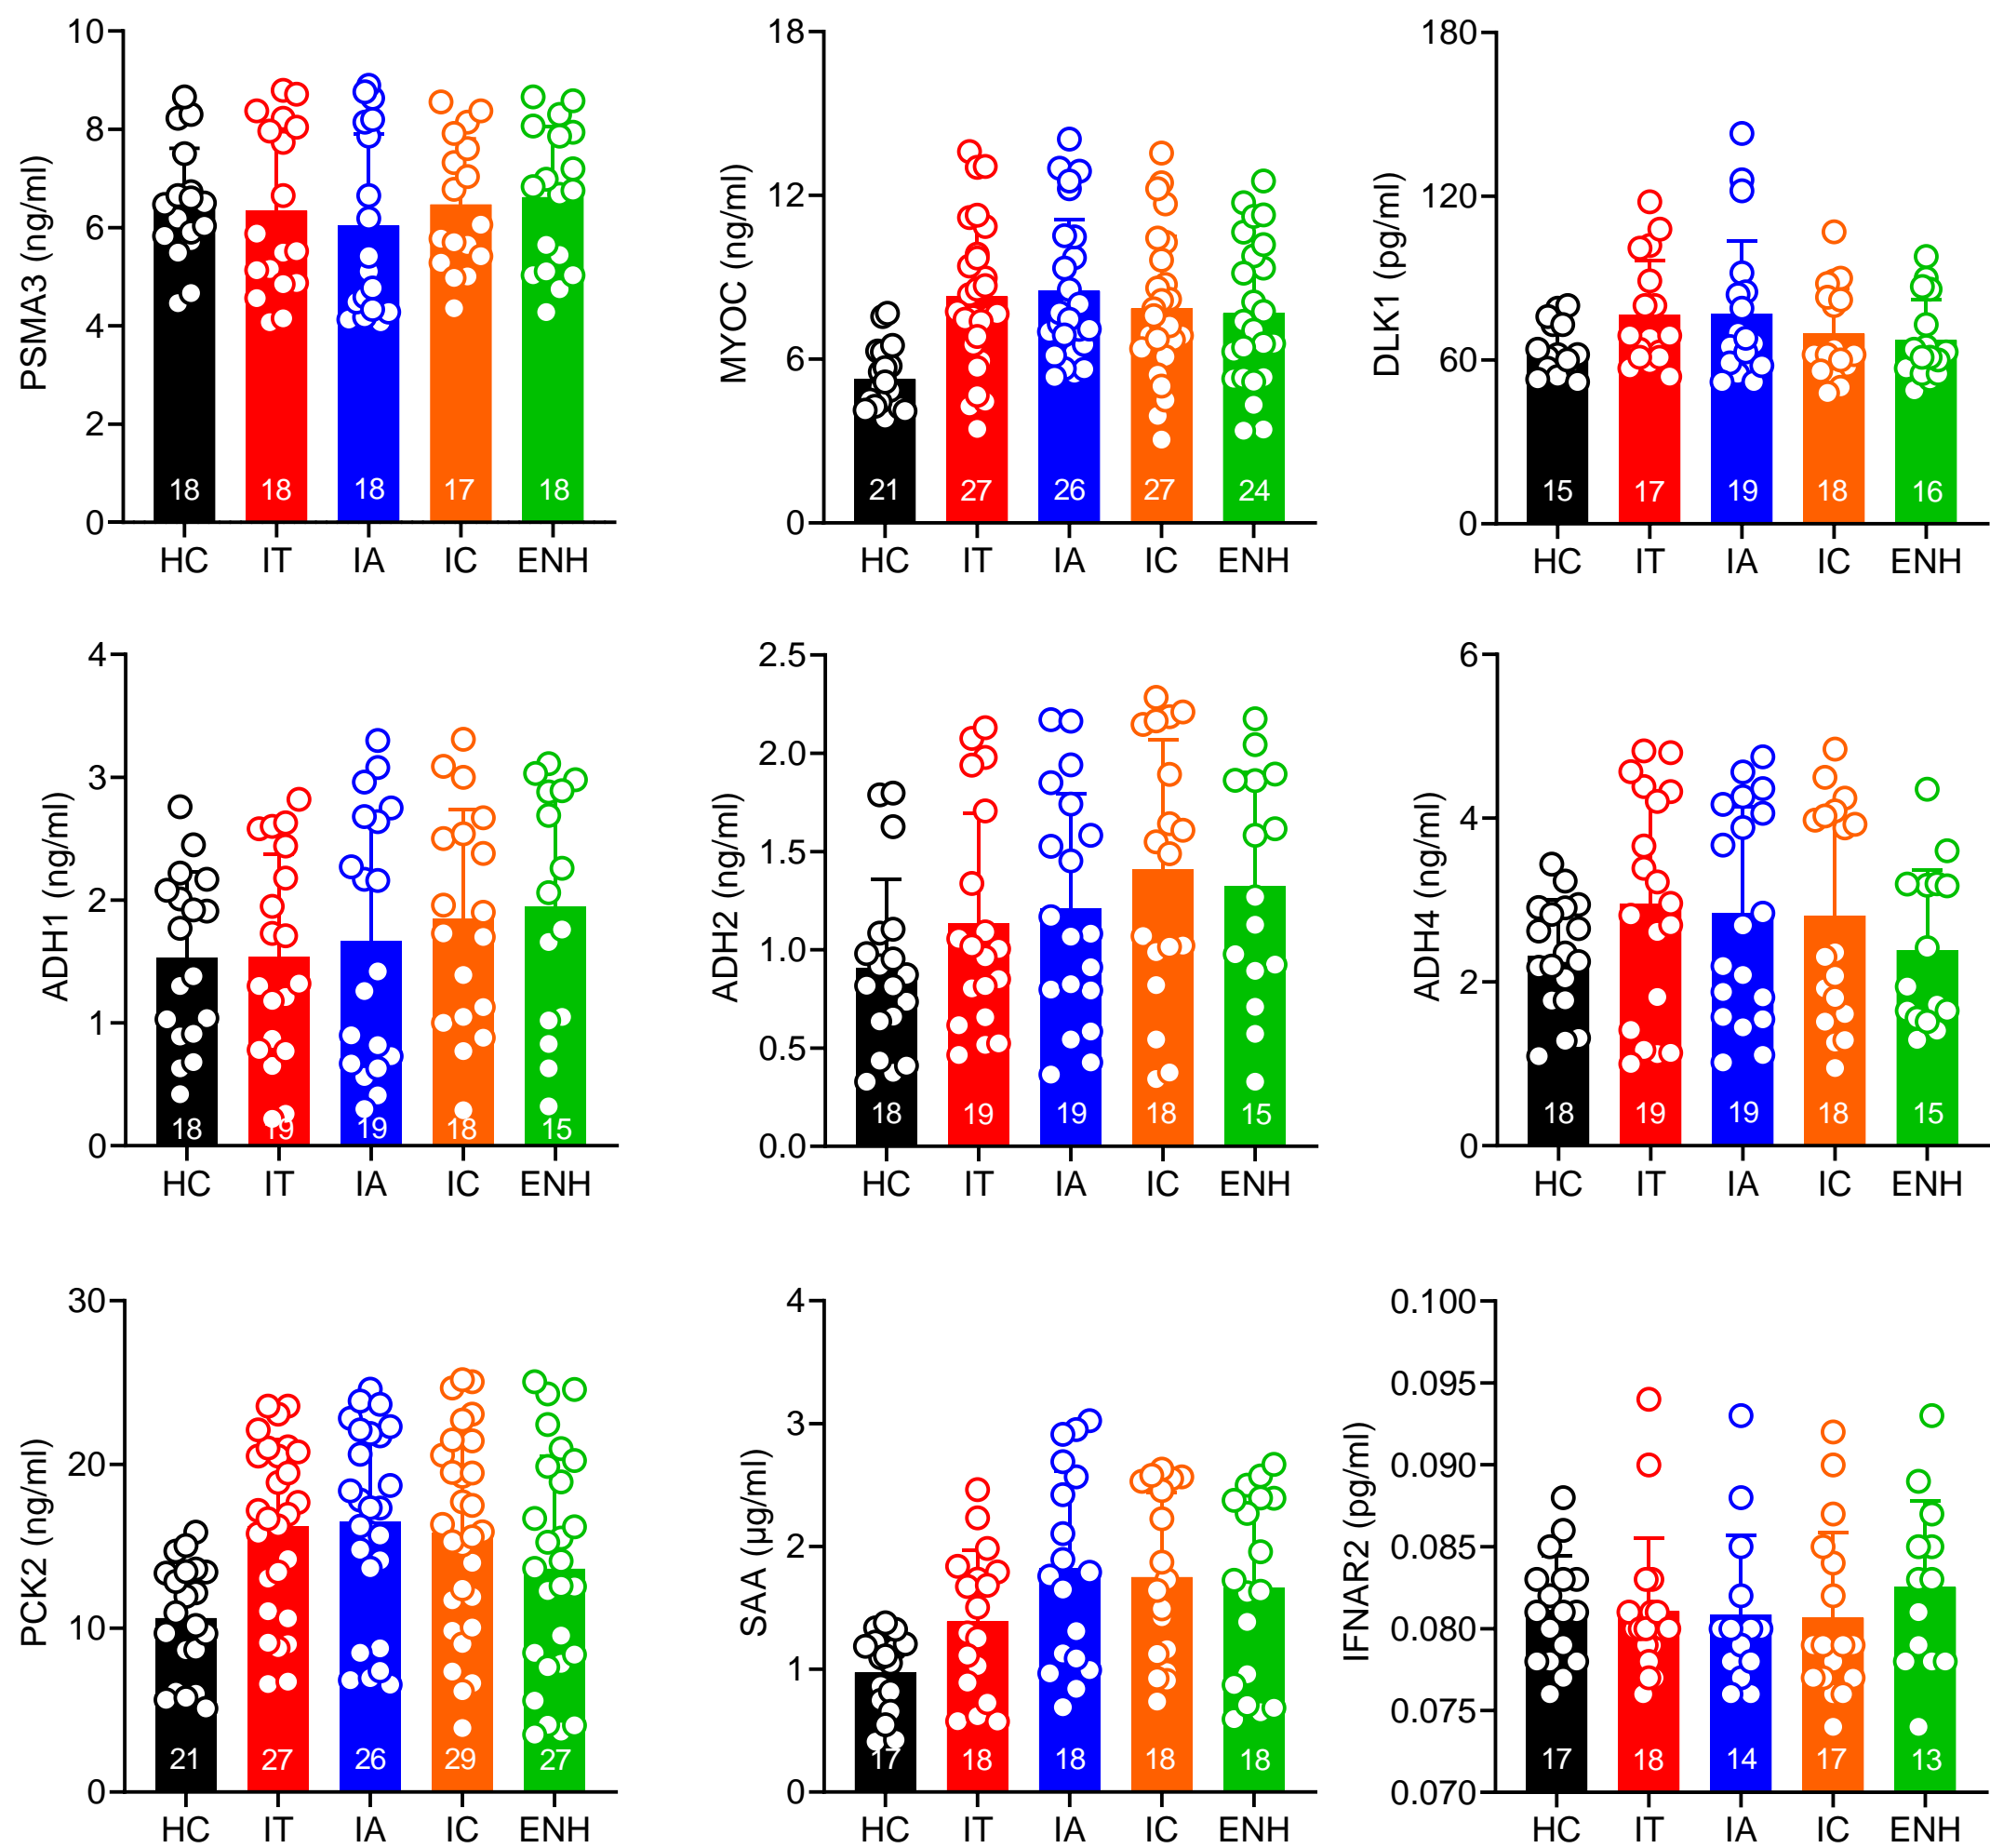 PSMA3 (ng/ml)
10
8
6
4
2
0
18 18 18 17 18
HC IT IA IC ENH
MYOC (ng/ml)
18
12
6
0
21 27 26 27 24
HC IT IA IC ENH
DLK1 (pg/ml)
180
120
60
0
15 17 19 18 16
HC IT IA IC ENH
ADH1 (ng/ml)
4
3
2
1
0
18 19 19 18 15
HC IT IA IC ENH
ADH2 (ng/ml)
2.5
2.0
1.5
1.0
0.5
0.0
18 19 19 18 15
HC IT IA IC ENH
ADH4 (ng/ml)
6
4
2
0
18 19 19 18 15
HC IT IA IC ENH
PCK2 (ng/ml)
30
20
10
0
21 27 26 29 27
HC IT IA IC ENH
SAA (μg/ml)
4
3
2
1
0
17 18 18 18 18
HC IT IA IC ENH
IFNAR2 (pg/ml)
0.100
0.095
0.090
0.085
0.080
0.075
0.070
17 18 14 17 13
HC IT IA IC ENH